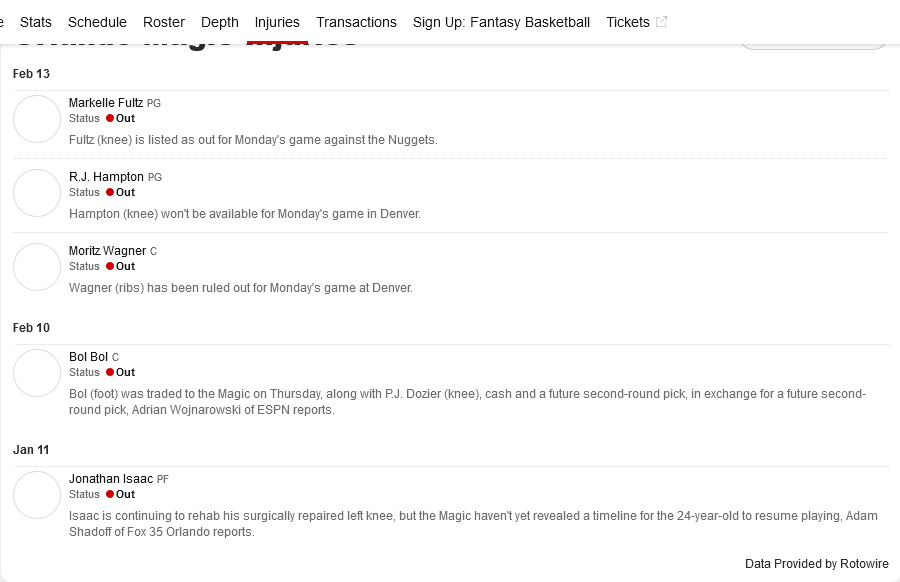 Stats Schedule Roster Depth Injuries Transactions Sign Up: Fantasy Basketball Tickets
Orlando Magic Injuries
Feb 13
Markelle Fultz PG
Status Out
Fultz (knee) is listed as out for Monday's game against the Nuggets.
R.J. Hampton PG
Status Out
Hampton (knee) won't be available for Monday's game in Denver.
Moritz Wagner C
Status Out
Wagner (ribs) has been ruled out for Monday's game at Denver.
Feb 10
Bol Bol C
Status Out
Bol (foot) was traded to the Magic on Thursday, along with P.J. Dozier (knee), cash and a future second-round pick, in exchange for a future second-
round pick, Adrian Wojnarowski of ESPN reports.
Jan 11
Jonathan Isaac PF
Status Out
Isaac is continuing to rehab his surgically repaired left knee, but the Magic haven't yet revealed a timeline for the 24-year-old to resume playing, Adam
Shadoff of Fox 35 Orlando reports.
Data Provided by Rotowire